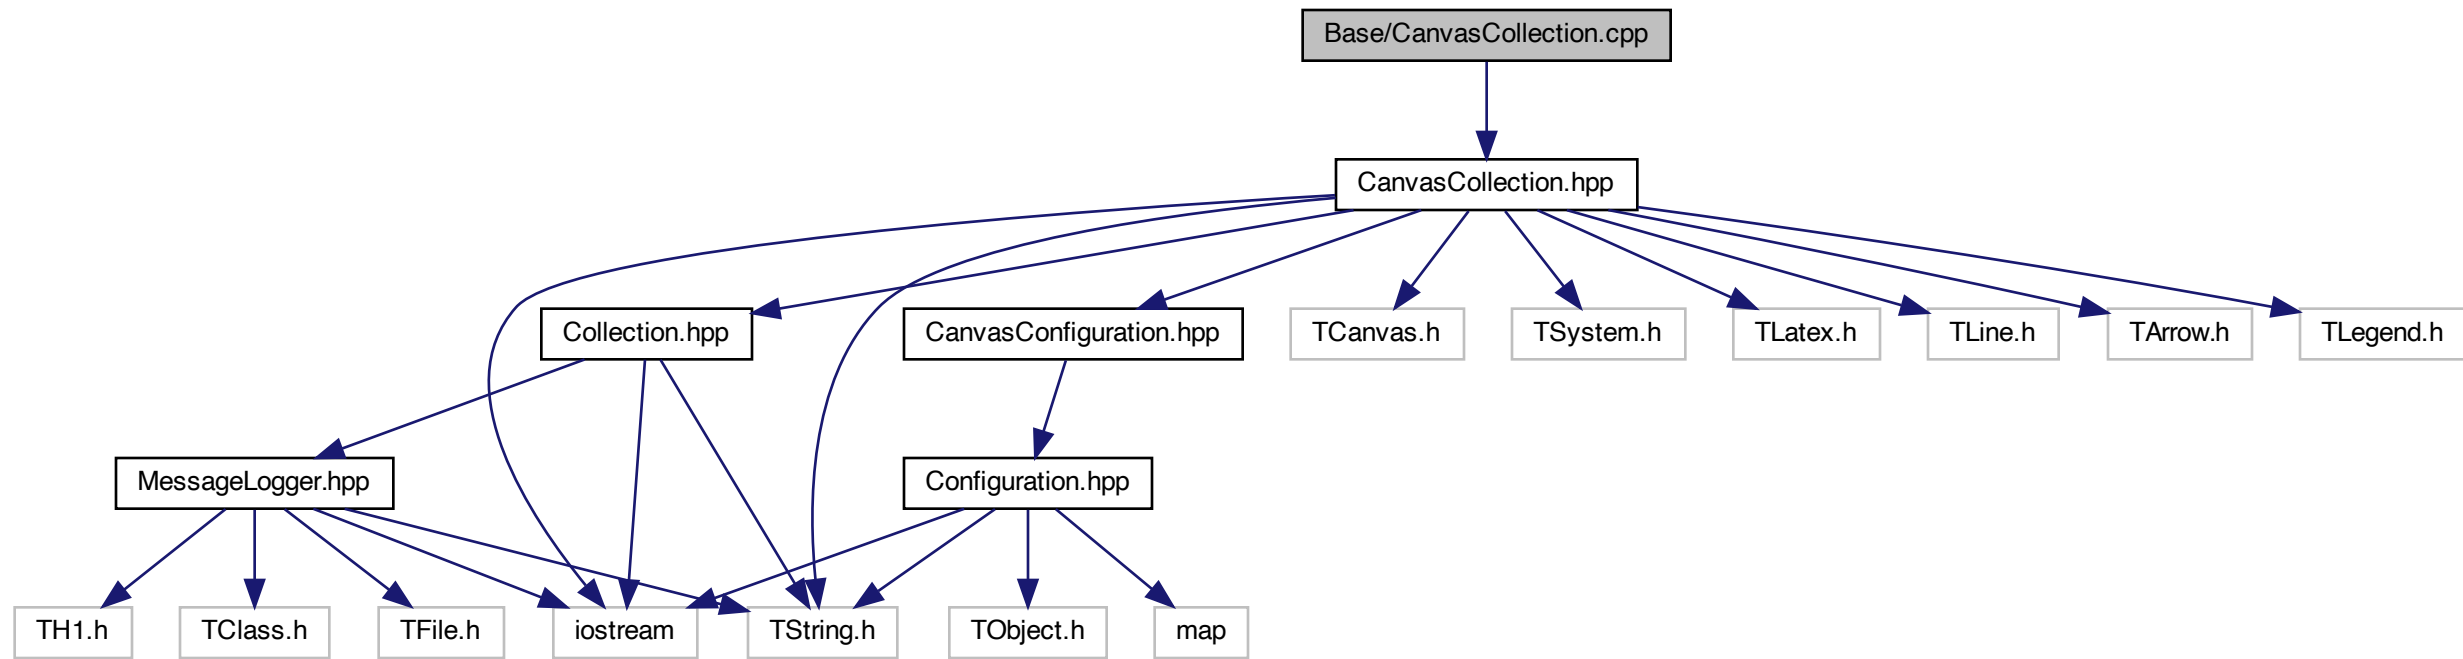 Base/CanvasCollection.cpp
CanvasCollection.hpp
Collection.hpp
CanvasConfiguration.hpp
TCanvas.h
TSystem.h
TLatex.h
TLine.h
TArrow.h
TLegend.h
MessageLogger.hpp
Configuration.hpp
TH1.h
TClass.h
TFile.h
iostream
TString.h
TObject.h
map